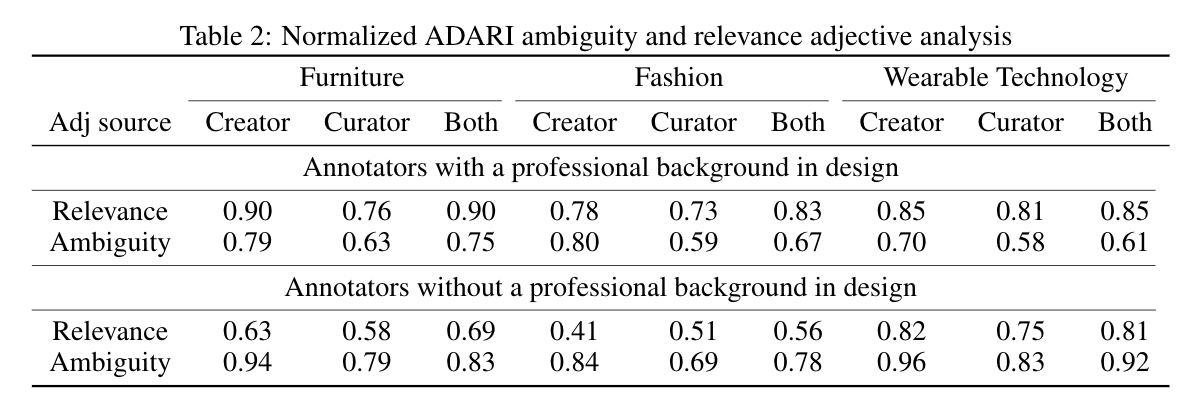 Table 2: Normalized ADARI ambiguity and relevance adjective analysis
Furniture Fashion Wearable Technology
Adj source Creator Curator Both Creator Curator Both Creator Curator Both
Annotators with a professional background in design
Relevance 0.90 0.76 0.90 0.78 0.73 0.83 0.85 0.81 0.85
Ambiguity 0.79 0.63 0.75 0.80 0.59 0.67 0.70 0.58 0.61
Annotators without a professional background in design
Relevance 0.63 0.58 0.69 0.41 0.51 0.56 0.82 0.75 0.81
Ambiguity 0.94 0.79 0.83 0.84 0.69 0.78 0.96 0.83 0.92